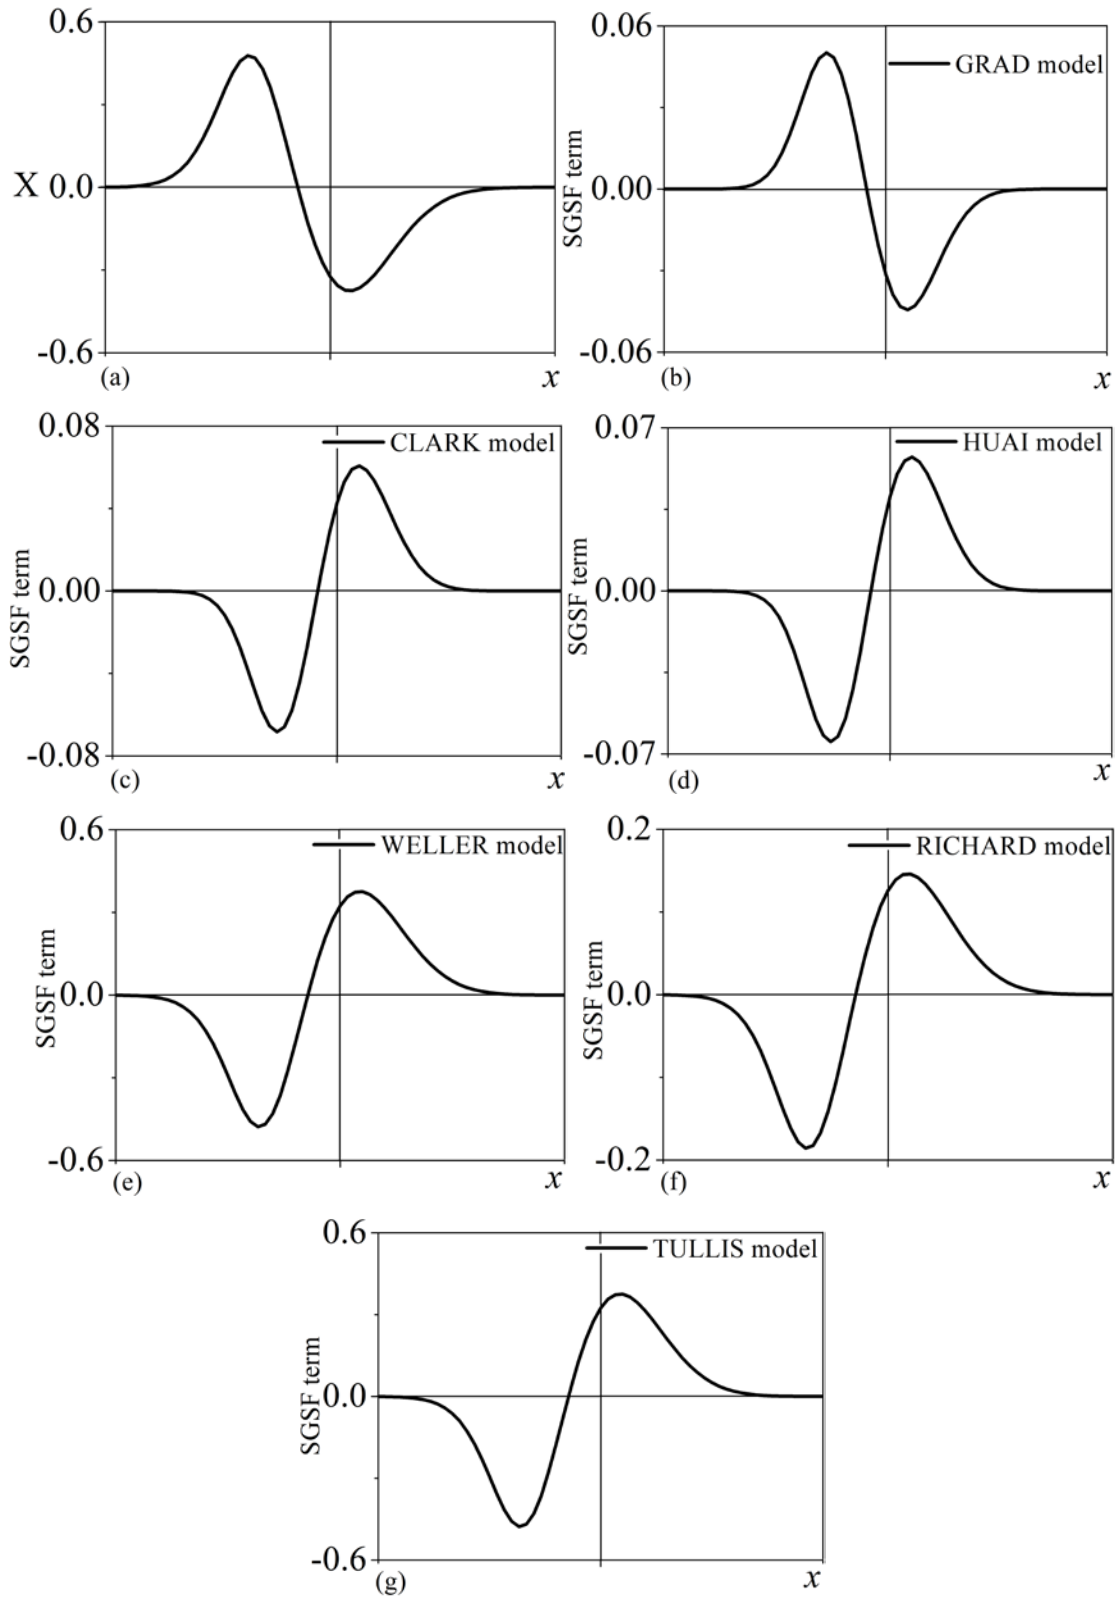 0.6
X 0.0
-0.6
(a)
x
0.06
GRAD model
SGSF term
0.00
-0.06
(b)
x
0.08
CLARK model
SGSF term
0.00
-0.08
(c)
x
0.07
HUAI model
SGSF term
0.00
-0.07
(d)
x
0.6
WELLER model
SGSF term
0.0
-0.6
(e)
x
0.2
RICHARD model
SGSF term
0.0
-0.2
(f)
x
0.6
TULLIS model
SGSF term
0.0
-0.6
(g)
x